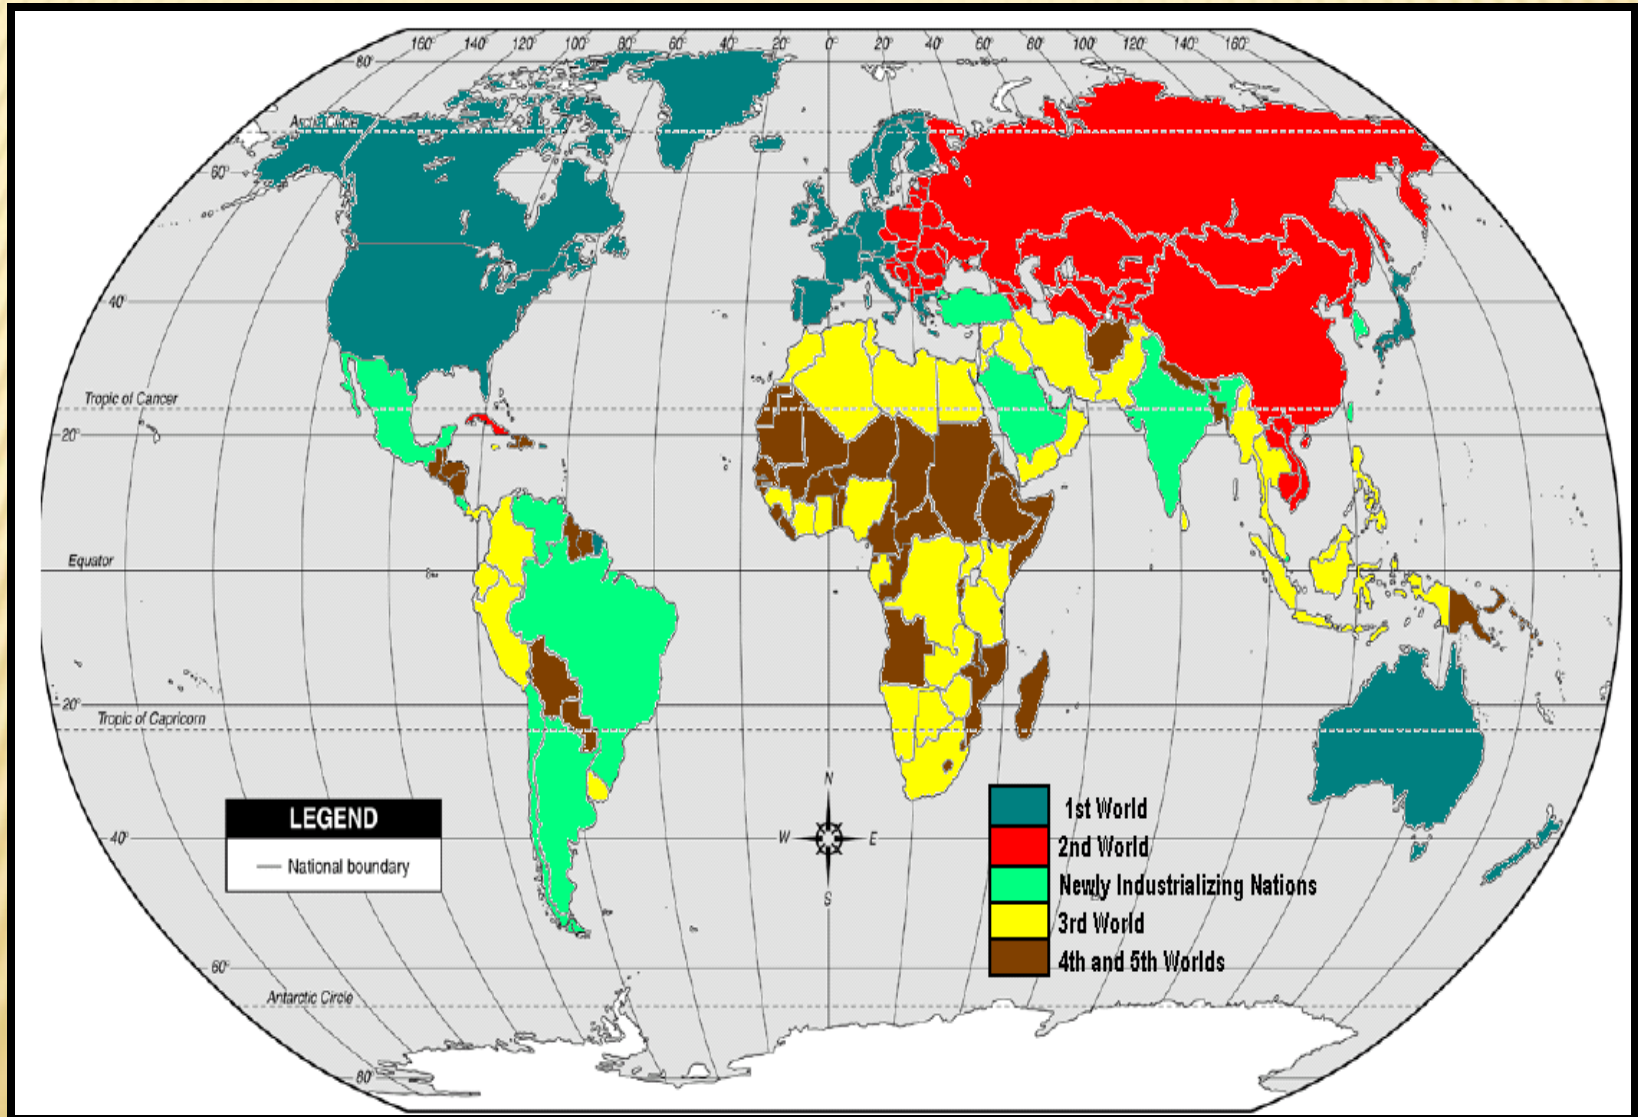 160° 140° 120° 100° 80° 60° 40° 20° 0° 20° 40° 60° 80° 100° 120° 140° 160°
80°
Arctic Circle
60°
40°
Tropic of Cancer
20°
Equator
20°
Tropic of Capricorn
N
W E
S
LEGEND
National boundary
1st World
2nd World
Newly Industrializing Nations
3rd World
4th and 5th Worlds
40°
60°
Antarctic Circle
80°